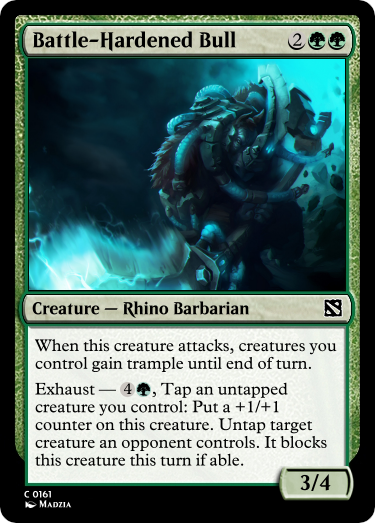 Battle-Hardened Bull 2
Creature — Rhino Barbarian
When this creature attacks, creatures you
control gain trample until end of turn.
Exhaust — 4, Tap an untapped
creature you control: Put a +1/+1
counter on this creature. Untap target
creature an opponent controls. It blocks
this creature this turn if able.
3/4
C 0161
Madzia